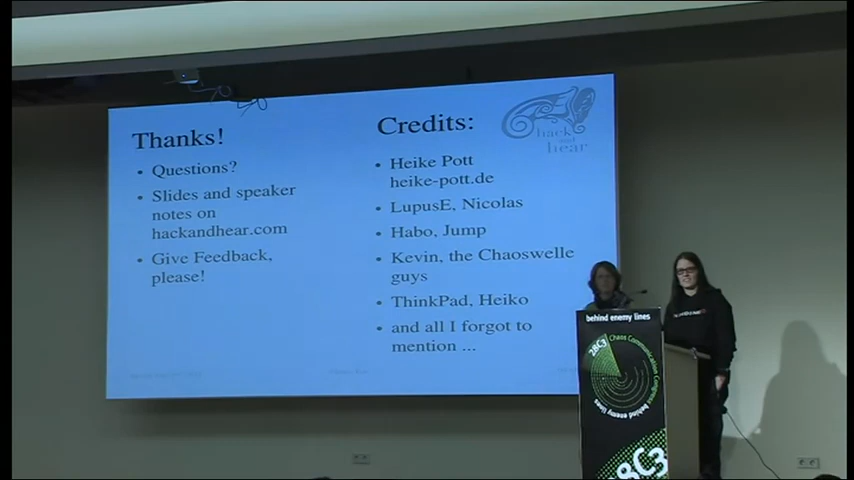 Thanks!
• Questions?
• Slides and speaker
notes on
hackandhear.com
• Give Feedback,
please!
Credits:
hack
and
hear
• Heike Pott
heike-pott.de
• LupusE, Nicolas
• Habo, Jump
• Kevin, the Chaoswelle
guys
• ThinkPad, Heiko
• and all I forgot to
mention ...
behind enemy lines
28C3
Chaos Communication Congress
behind enemy lines
28C3